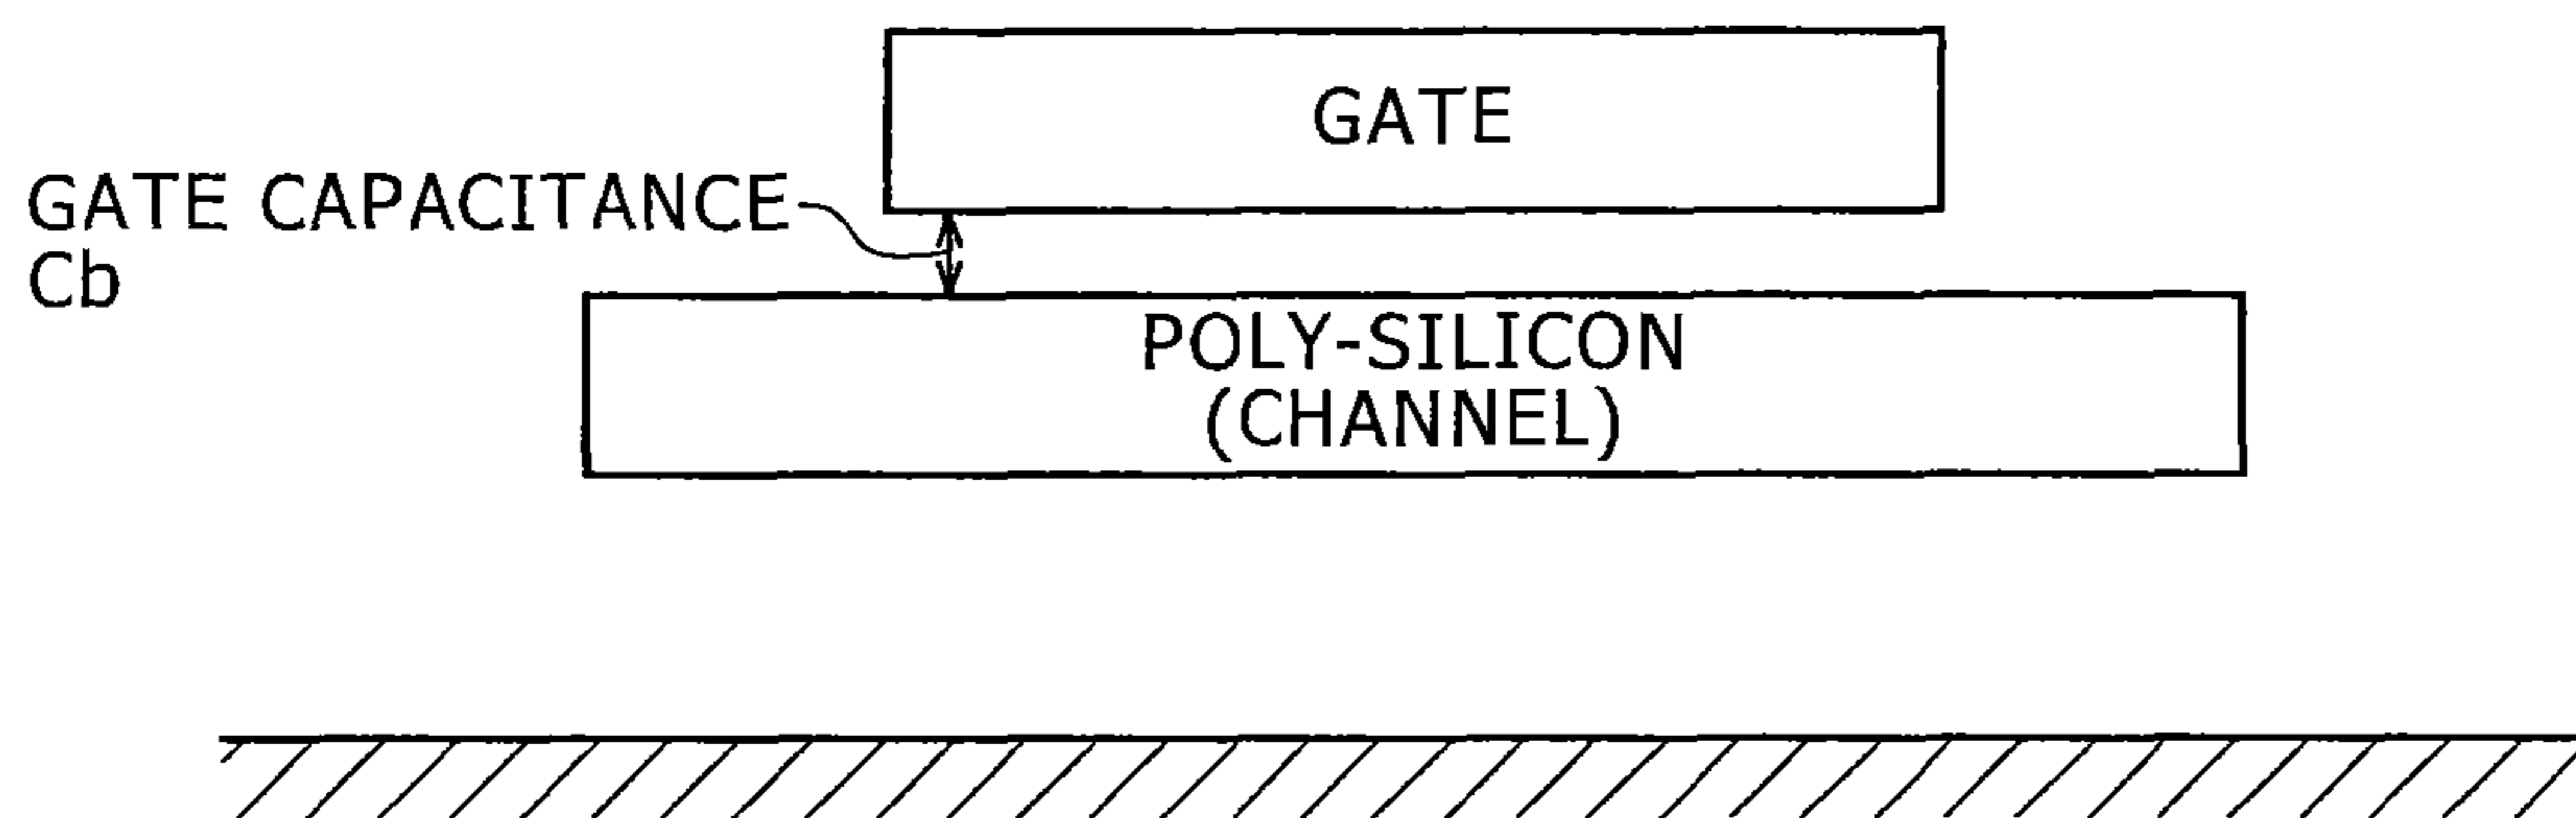 GATE
GATE CAPACITANCE
Cb
POLY-SILICON
(CHANNEL)